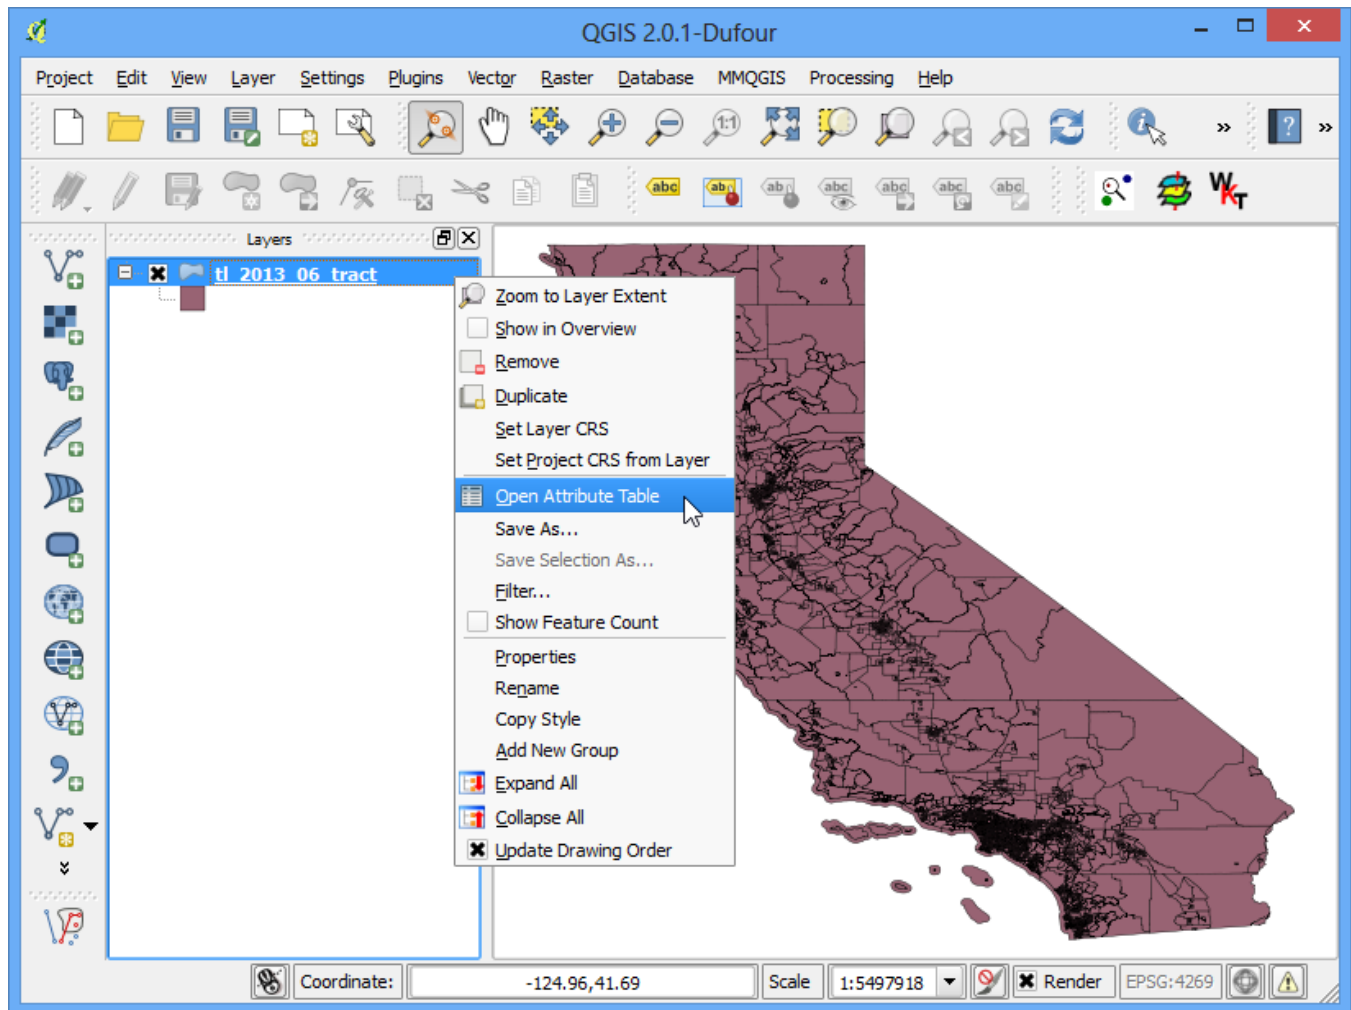 QGIS 2.0.1-Dufour
Project Edit View Layer Settings Plugins Vector Raster Database MMQGIS Processing Help
1:1
abc ab ab abc abc abc abc
WKT
Layers
tl_2013_06_tract
Zoom to Layer Extent
Show in Overview
Remove
Duplicate
Set Layer CRS
Set Project CRS from Layer
Open Attribute Table
Save As...
Save Selection As...
Filter...
Show Feature Count
Properties
Rename
Copy Style
Add New Group
Expand All
Collapse All
Update Drawing Order
Coordinate: -124.96,41.69 Scale 1:5497918 Render EPSG:4269